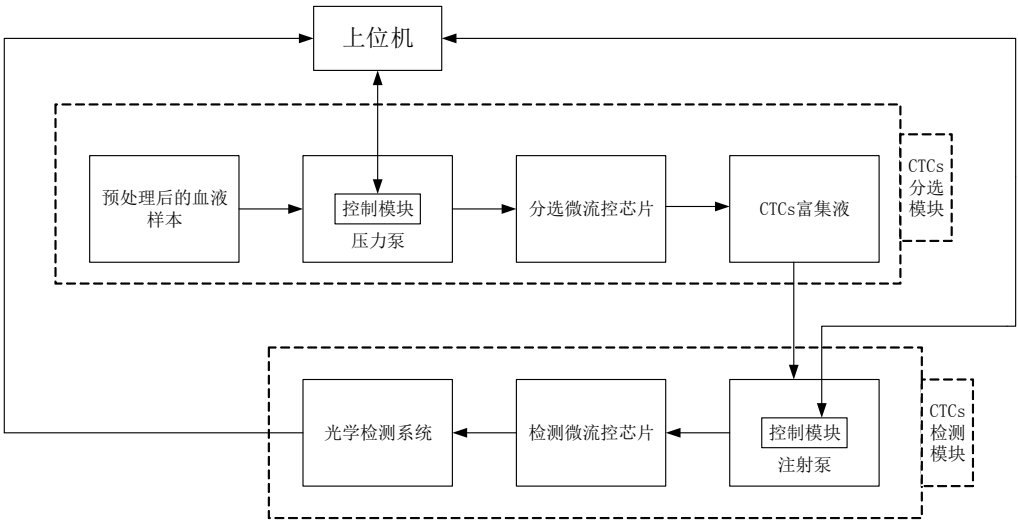 上位机
预处理后的血液
样本
控制模块
压力泵
分选微流控芯片
CTCs富集液
CTCs
分选
模块
光学检测系统
检测微流控芯片
控制模块
注射泵
CTCs
检测
模块